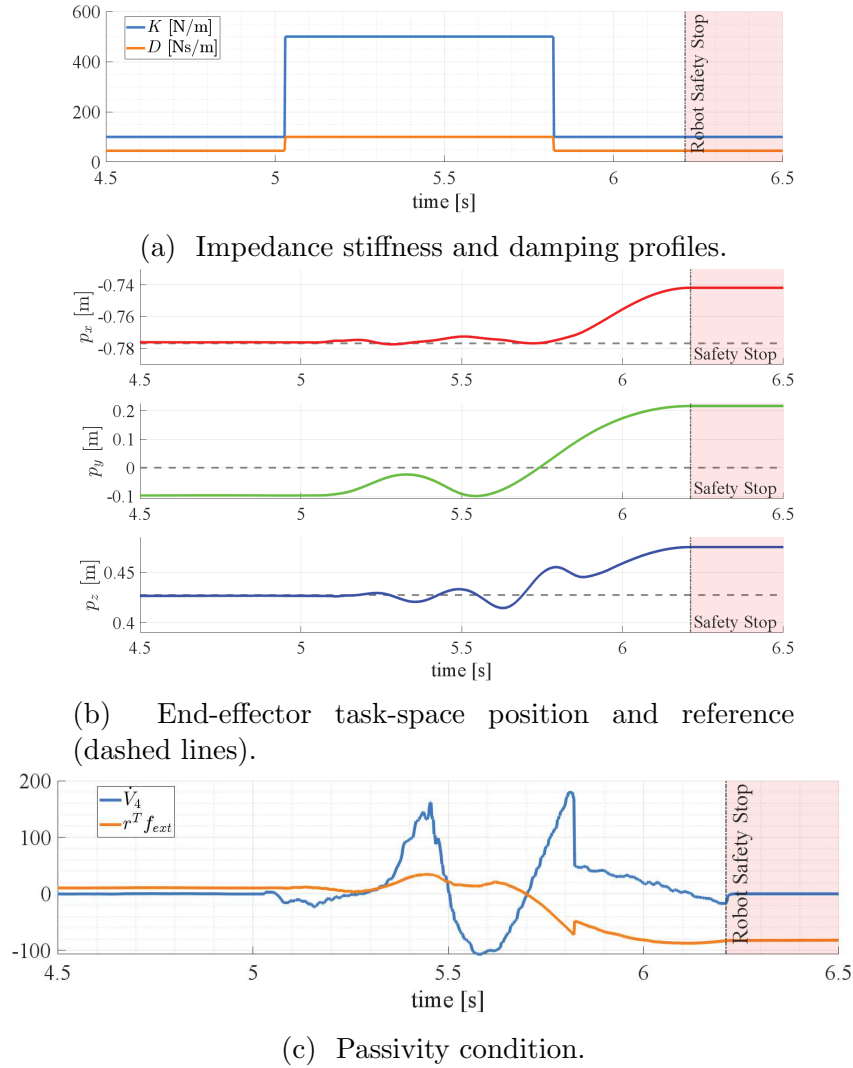 600
400
200
0
K [N/m]
D [Ns/m]
Robot Safety Stop
4.5 5 5.5 6 6.5
time [s]
(a) Impedance stiffness and damping profiles.
-0.74
-0.76
-0.78
p_x [m]
Safety Stop
4.5 5 5.5 6 6.5
0.2
0.1
0
-0.1
p_y [m]
Safety Stop
4.5 5 5.5 6 6.5
0.45
0.4
p_z [m]
Safety Stop
4.5 5 5.5 6 6.5
time [s]
(b) End-effector task-space position and reference
(dashed lines).
200
100
0
-100
V̇_4
r^T f_{ext}
Robot Safety Stop
4.5 5 5.5 6 6.5
time [s]
(c) Passivity condition.